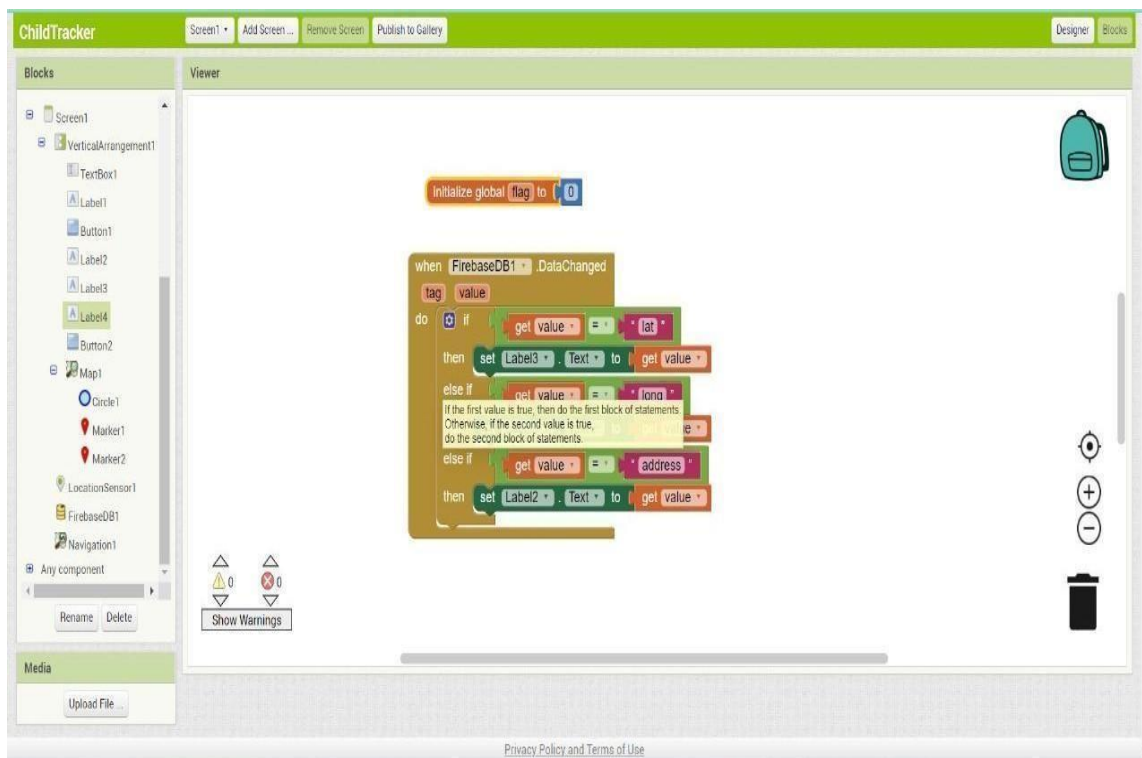 ChildTracker
Screen1 Add Screen ... Remove Screen Publish to Gallery Designer Blocks
Blocks
Viewer
Screen1
VerticalArrangement1
TextBox1
Label1
Button1
Label2
Label3
Label4
Button2
Map1
Circle1
Marker1
Marker2
LocationSensor1
FirebaseDB1
Navigation1
Any component
Rename Delete
Media
Upload File ...
initialize global flag to 0
when FirebaseDB1 .DataChanged
tag value
do if get value = " lat "
then set Label3 . Text to get value
else if get value = " long "
If the first value is true, then do the first block of statements.
Otherwise, if the second value is true,
do the second block of statements.
else if get value = " address "
then set Label2 . Text to get value
0 0
Show Warnings
Privacy Policy and Terms of Use